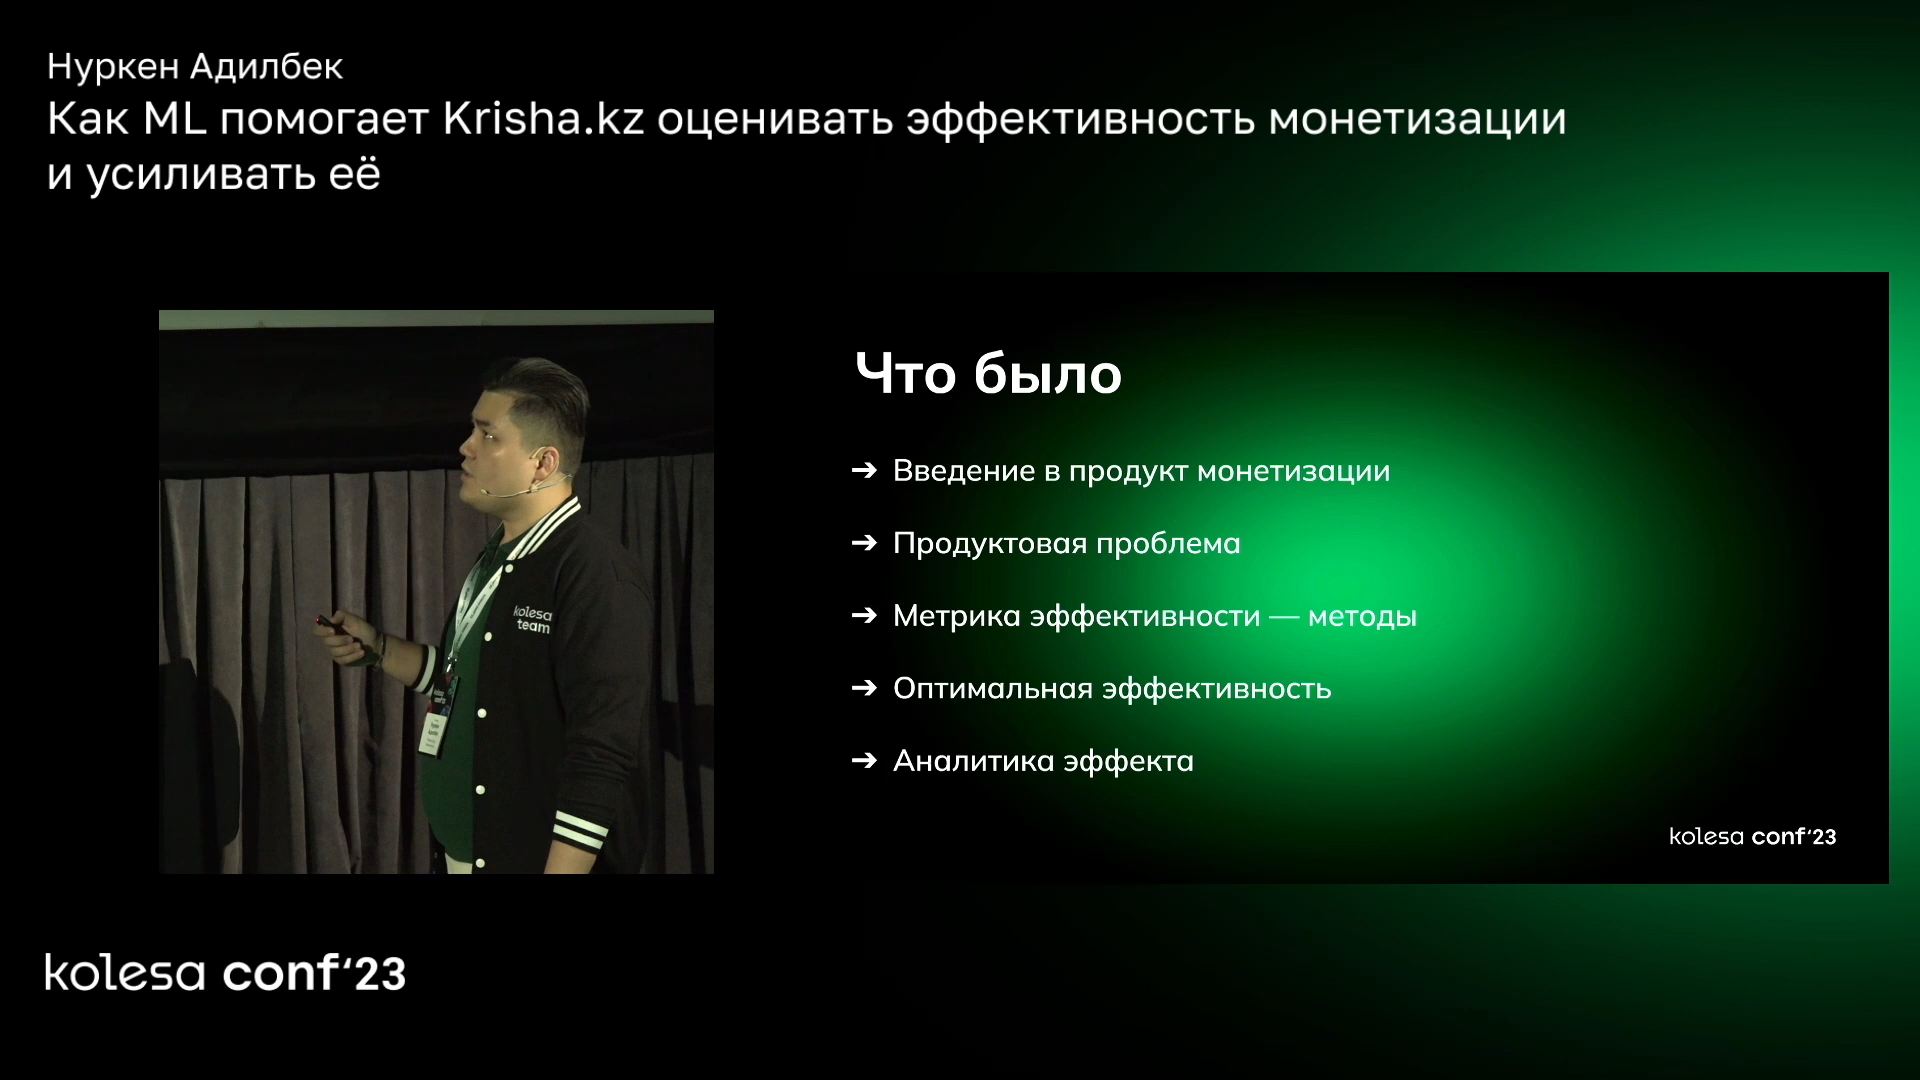 Нуркен Адилбек
Как ML помогает Krisha.kz оценивать эффективность монетизации
и усиливать её
Что было
➔ Введение в продукт монетизации
➔ Продуктовая проблема
➔ Метрика эффективности — методы
➔ Оптимальная эффективность
➔ Аналитика эффекта
kolesa conf‘23
kolesa
team
kolesa conf‘23